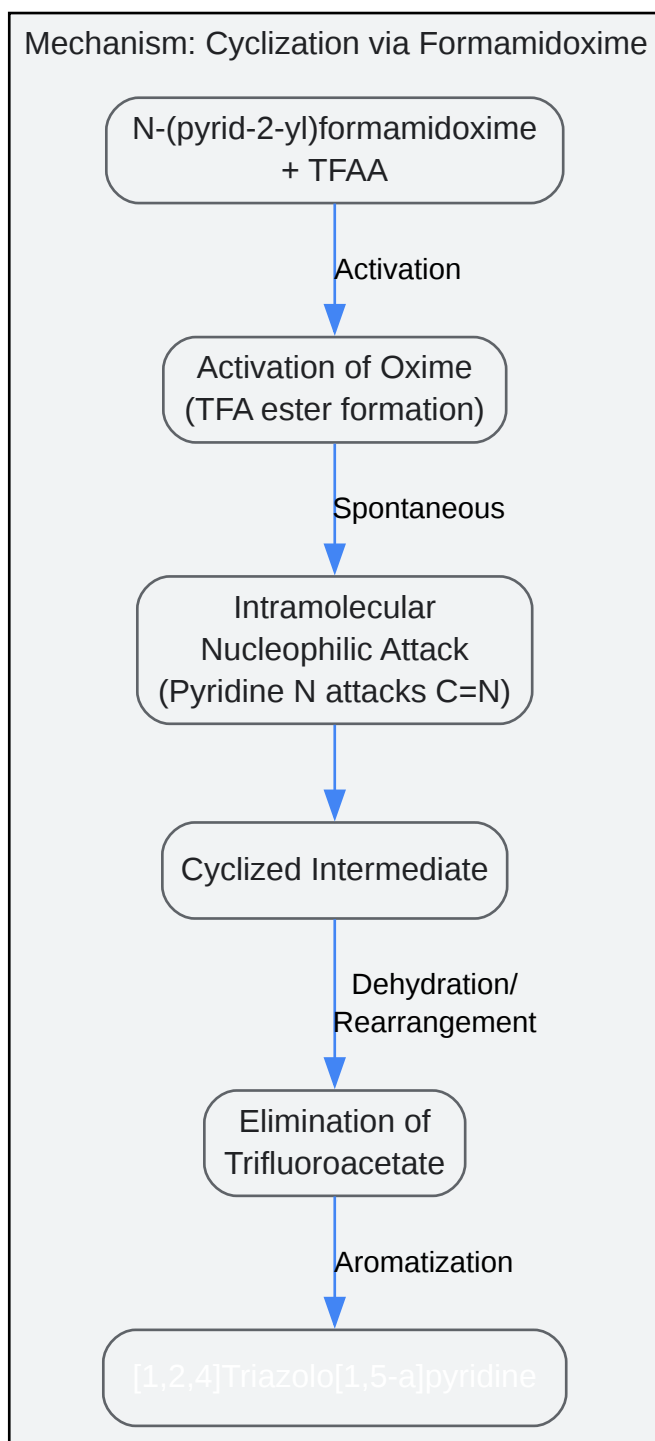 Mechanism: Cyclization via Formamidoxime
N-(pyrid-2-yl)formamidoxime
+ TFAA
Activation
Activation of Oxime
(TFA ester formation)
Spontaneous
Intramolecular
Nucleophilic Attack
(Pyridine N attacks C=N)
Cyclized Intermediate
Dehydration/
Rearrangement
Elimination of
Trifluoroacetate
Aromatization
[1,2,4]Triazolo[1,5-a]pyridine